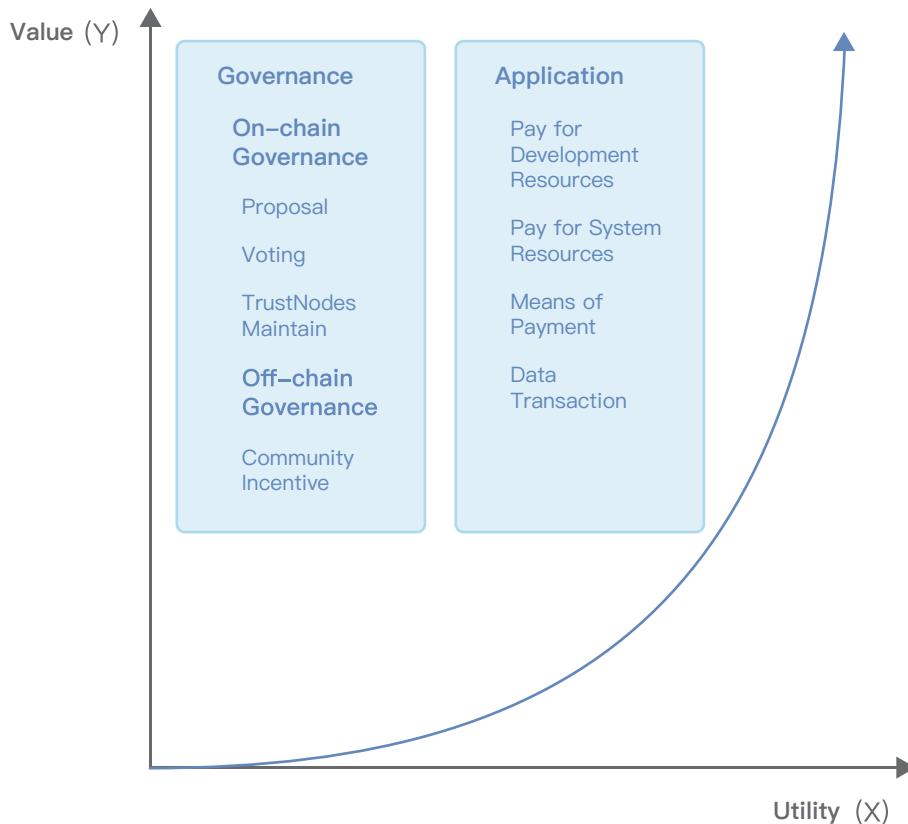 Value (Y)
Governance
On-chain
Governance
Proposal
Voting
TrustNodes
Maintain
Off-chain
Governance
Community
Incentive
Application
Pay for
Development
Resources
Pay for System
Resources
Means of
Payment
Data
Transaction
Utility (X)